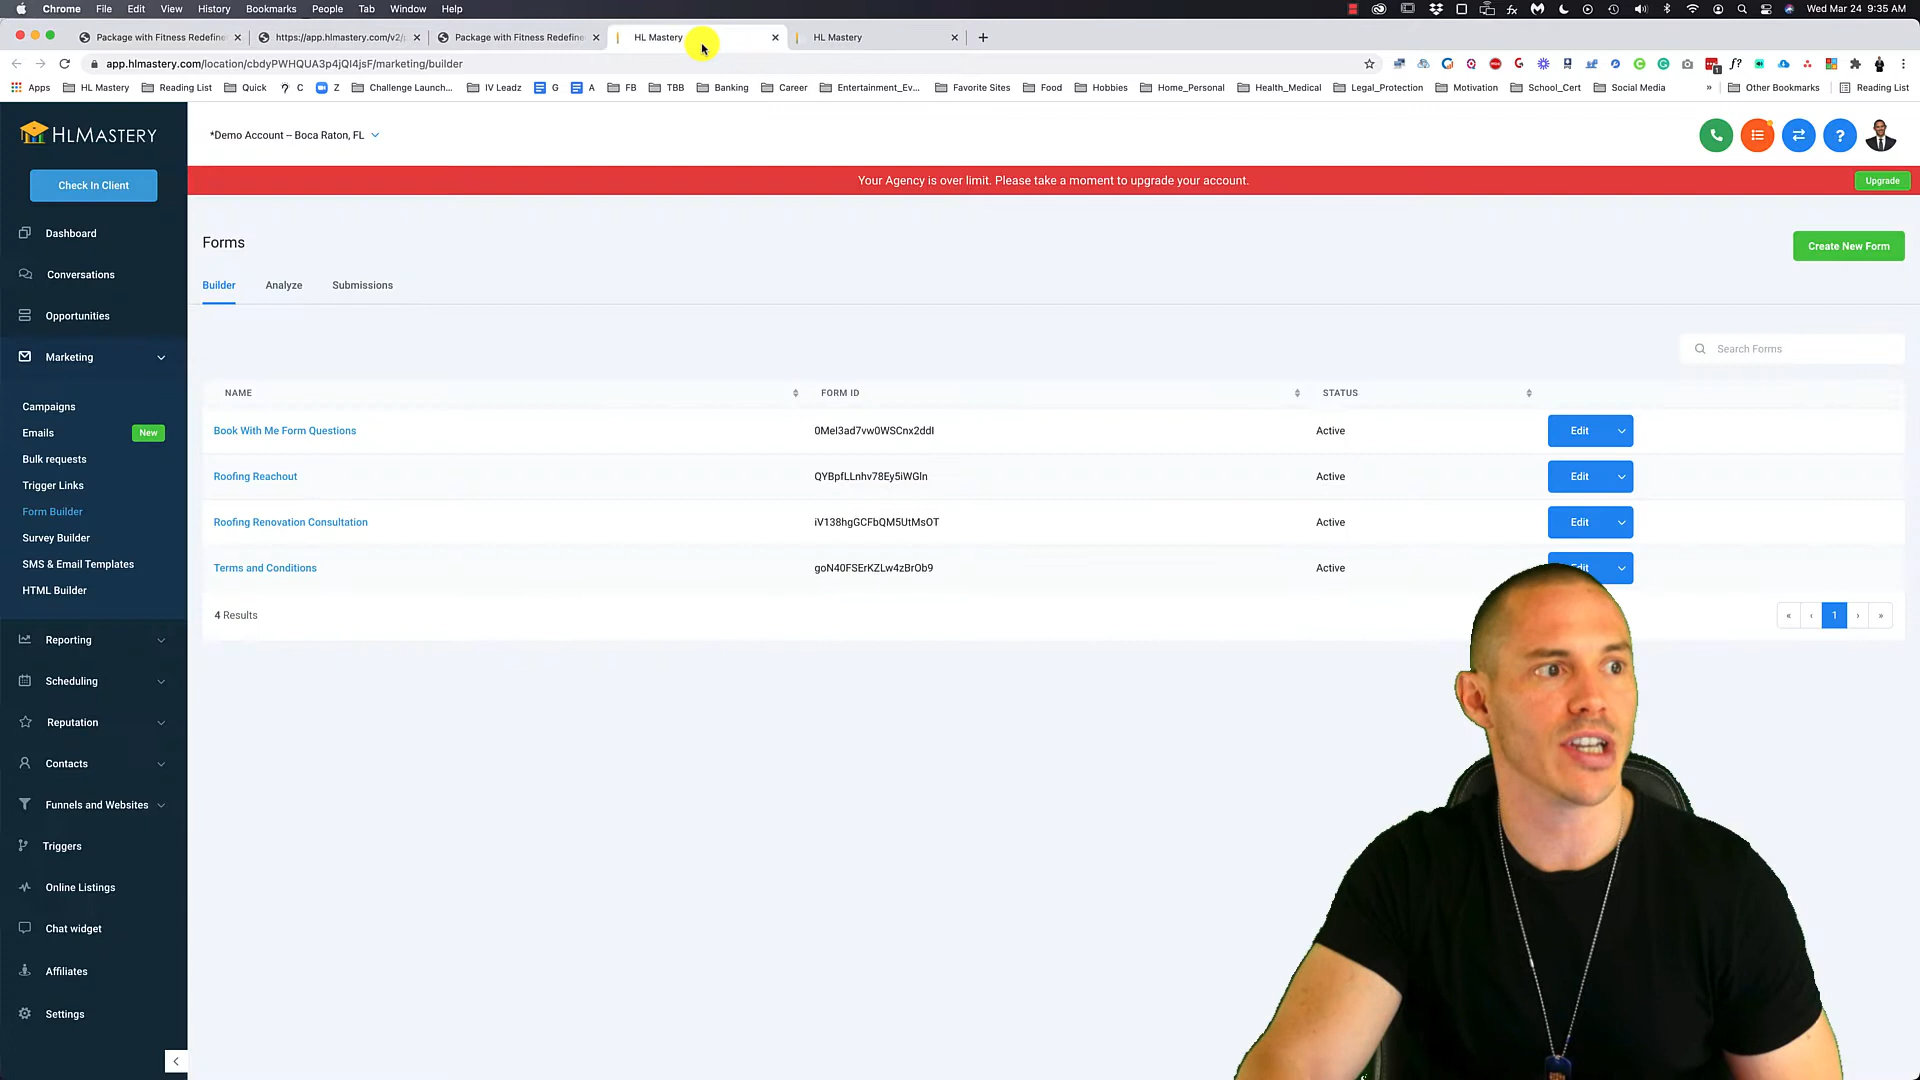 Chrome File Edit View History Bookmarks People Tab Window Help Wed Mar 24 9:35 AM
Package with Fitness Redefine https://app.hlmastery.com/v2/ Package with Fitness Redefine HL Mastery HL Mastery
app.hlmastery.com/location/cbdyPWHQUA3p4jQI4jsF/marketing/builder
Apps HL Mastery Reading List Quick C Z Challenge Launch... IV Leadz G A FB TBB Banking Career Entertainment_Ev... Favorite Sites Food Hobbies Home_Personal Health_Medical Legal_Protection Motivation School_Cert Social Media » Other Bookmarks Reading List
HLMASTERY
*Demo Account -- Boca Raton, FL
Check In Client
Your Agency is over limit. Please take a moment to upgrade your account.
Upgrade
Dashboard
Conversations
Opportunities
Marketing
Campaigns
Emails New
Bulk requests
Trigger Links
Form Builder
Survey Builder
SMS & Email Templates
HTML Builder
Reporting
Scheduling
Reputation
Contacts
Funnels and Websites
Triggers
Online Listings
Chat widget
Affiliates
Settings
Forms
Create New Form
Builder Analyze Submissions
Search Forms
NAME FORM ID STATUS
Book With Me Form Questions 0MeI3ad7vw0WSCnx2ddI Active Edit
Roofing Reachout QYBpfLLnhv78Ey5iWGln Active Edit
Roofing Renovation Consultation iV138hgGCFbQM5UtMsOT Active Edit
Terms and Conditions goN40FSErKZLw4zBrOb9 Active Edit
4 Results
« ‹ 1 › »